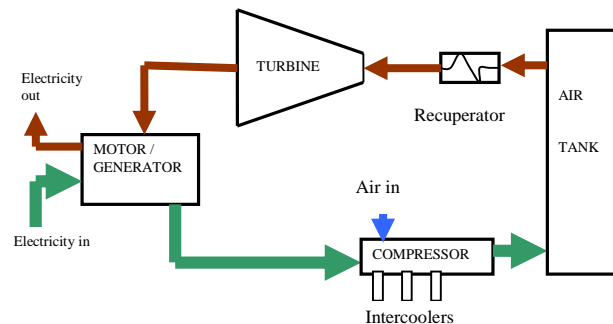 Electricity
out
TURBINE
Recuperator
AIR
TANK
MOTOR /
GENERATOR
Electricity in
Air in
COMPRESSOR
Intercoolers